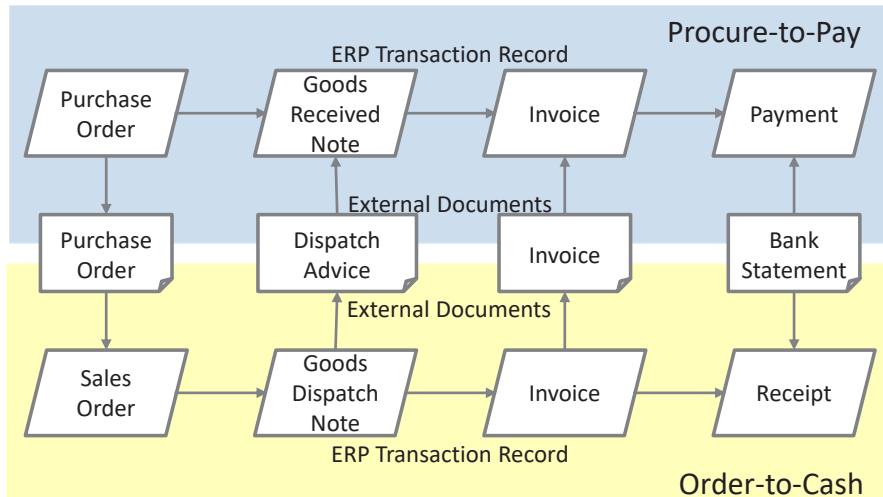 Procure-to-Pay
ERP Transaction Record
Purchase
Order
Goods
Received
Note
Invoice
Payment
External Documents
Purchase
Order
Dispatch
Advice
Invoice
Bank
Statement
External Documents
Sales
Order
Goods
Dispatch
Note
Invoice
Receipt
ERP Transaction Record
Order-to-Cash